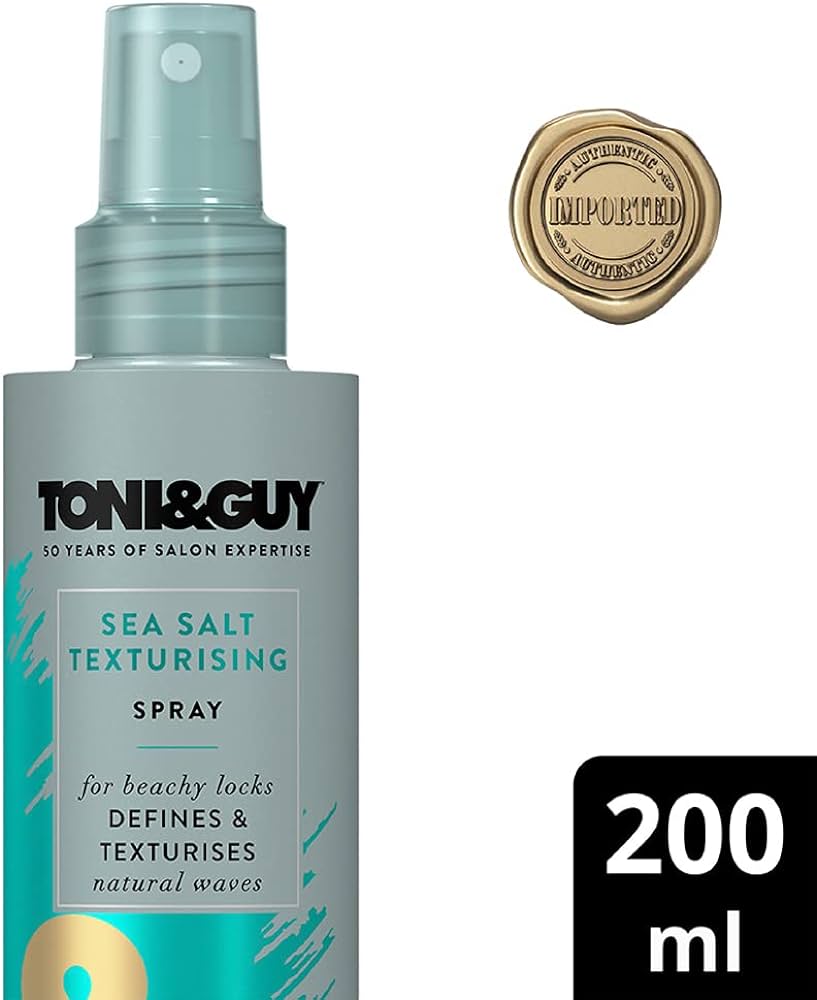 AUTHENTIC
IMPORTED
AUTHENTIC
TONI&GUY
50 YEARS OF SALON EXPERTISE
SEA SALT
TEXTURISING
SPRAY
for beachy locks
DEFINES &
TEXTURISES
natural waves
200
ml